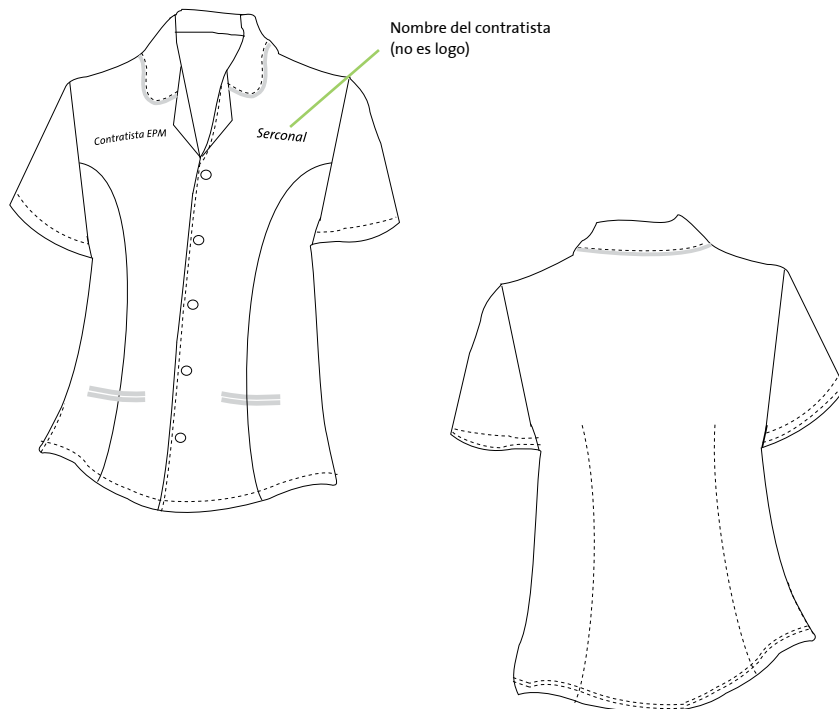 Nombre del contratista
(no es logo)
Contratista EPM
Serconal